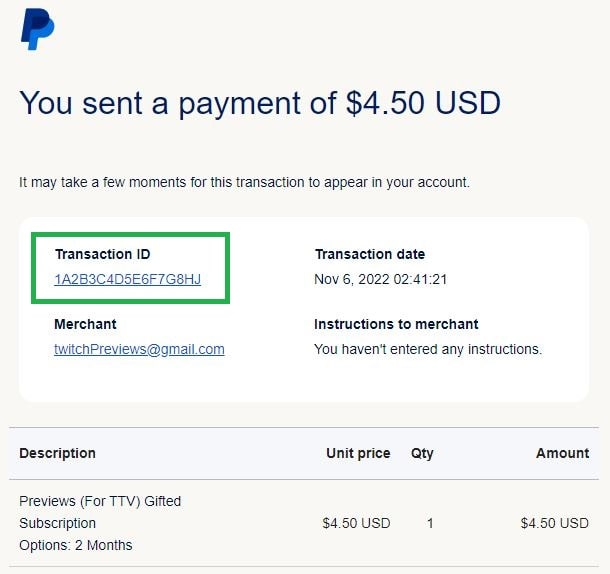 You sent a payment of $4.50 USD
It may take a few moments for this transaction to appear in your account.
Transaction ID
1A2B3C4D5E6F7G8HJ
Transaction date
Nov 6, 2022 02:41:21
Merchant
twitchPreviews@gmail.com
Instructions to merchant
You haven't entered any instructions.
Description Unit price Qty Amount
Previews (For TTV) Gifted
Subscription $4.50 USD 1 $4.50 USD
Options: 2 Months